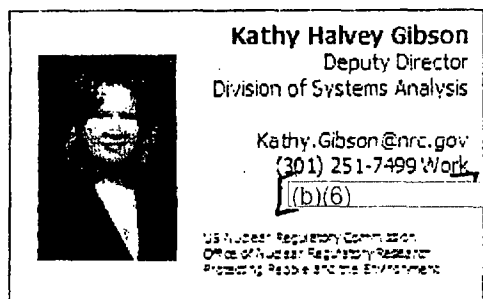 Kathy Halvey Gibson
Deputy Director
Division of Systems Analysis
Kathy.Gibson@nrc.gov
(301) 251-7499 Work
(b)(6)
US Nuclear Regulatory Commission
Office of Nuclear Regulatory Research
Protecting People and the Environment